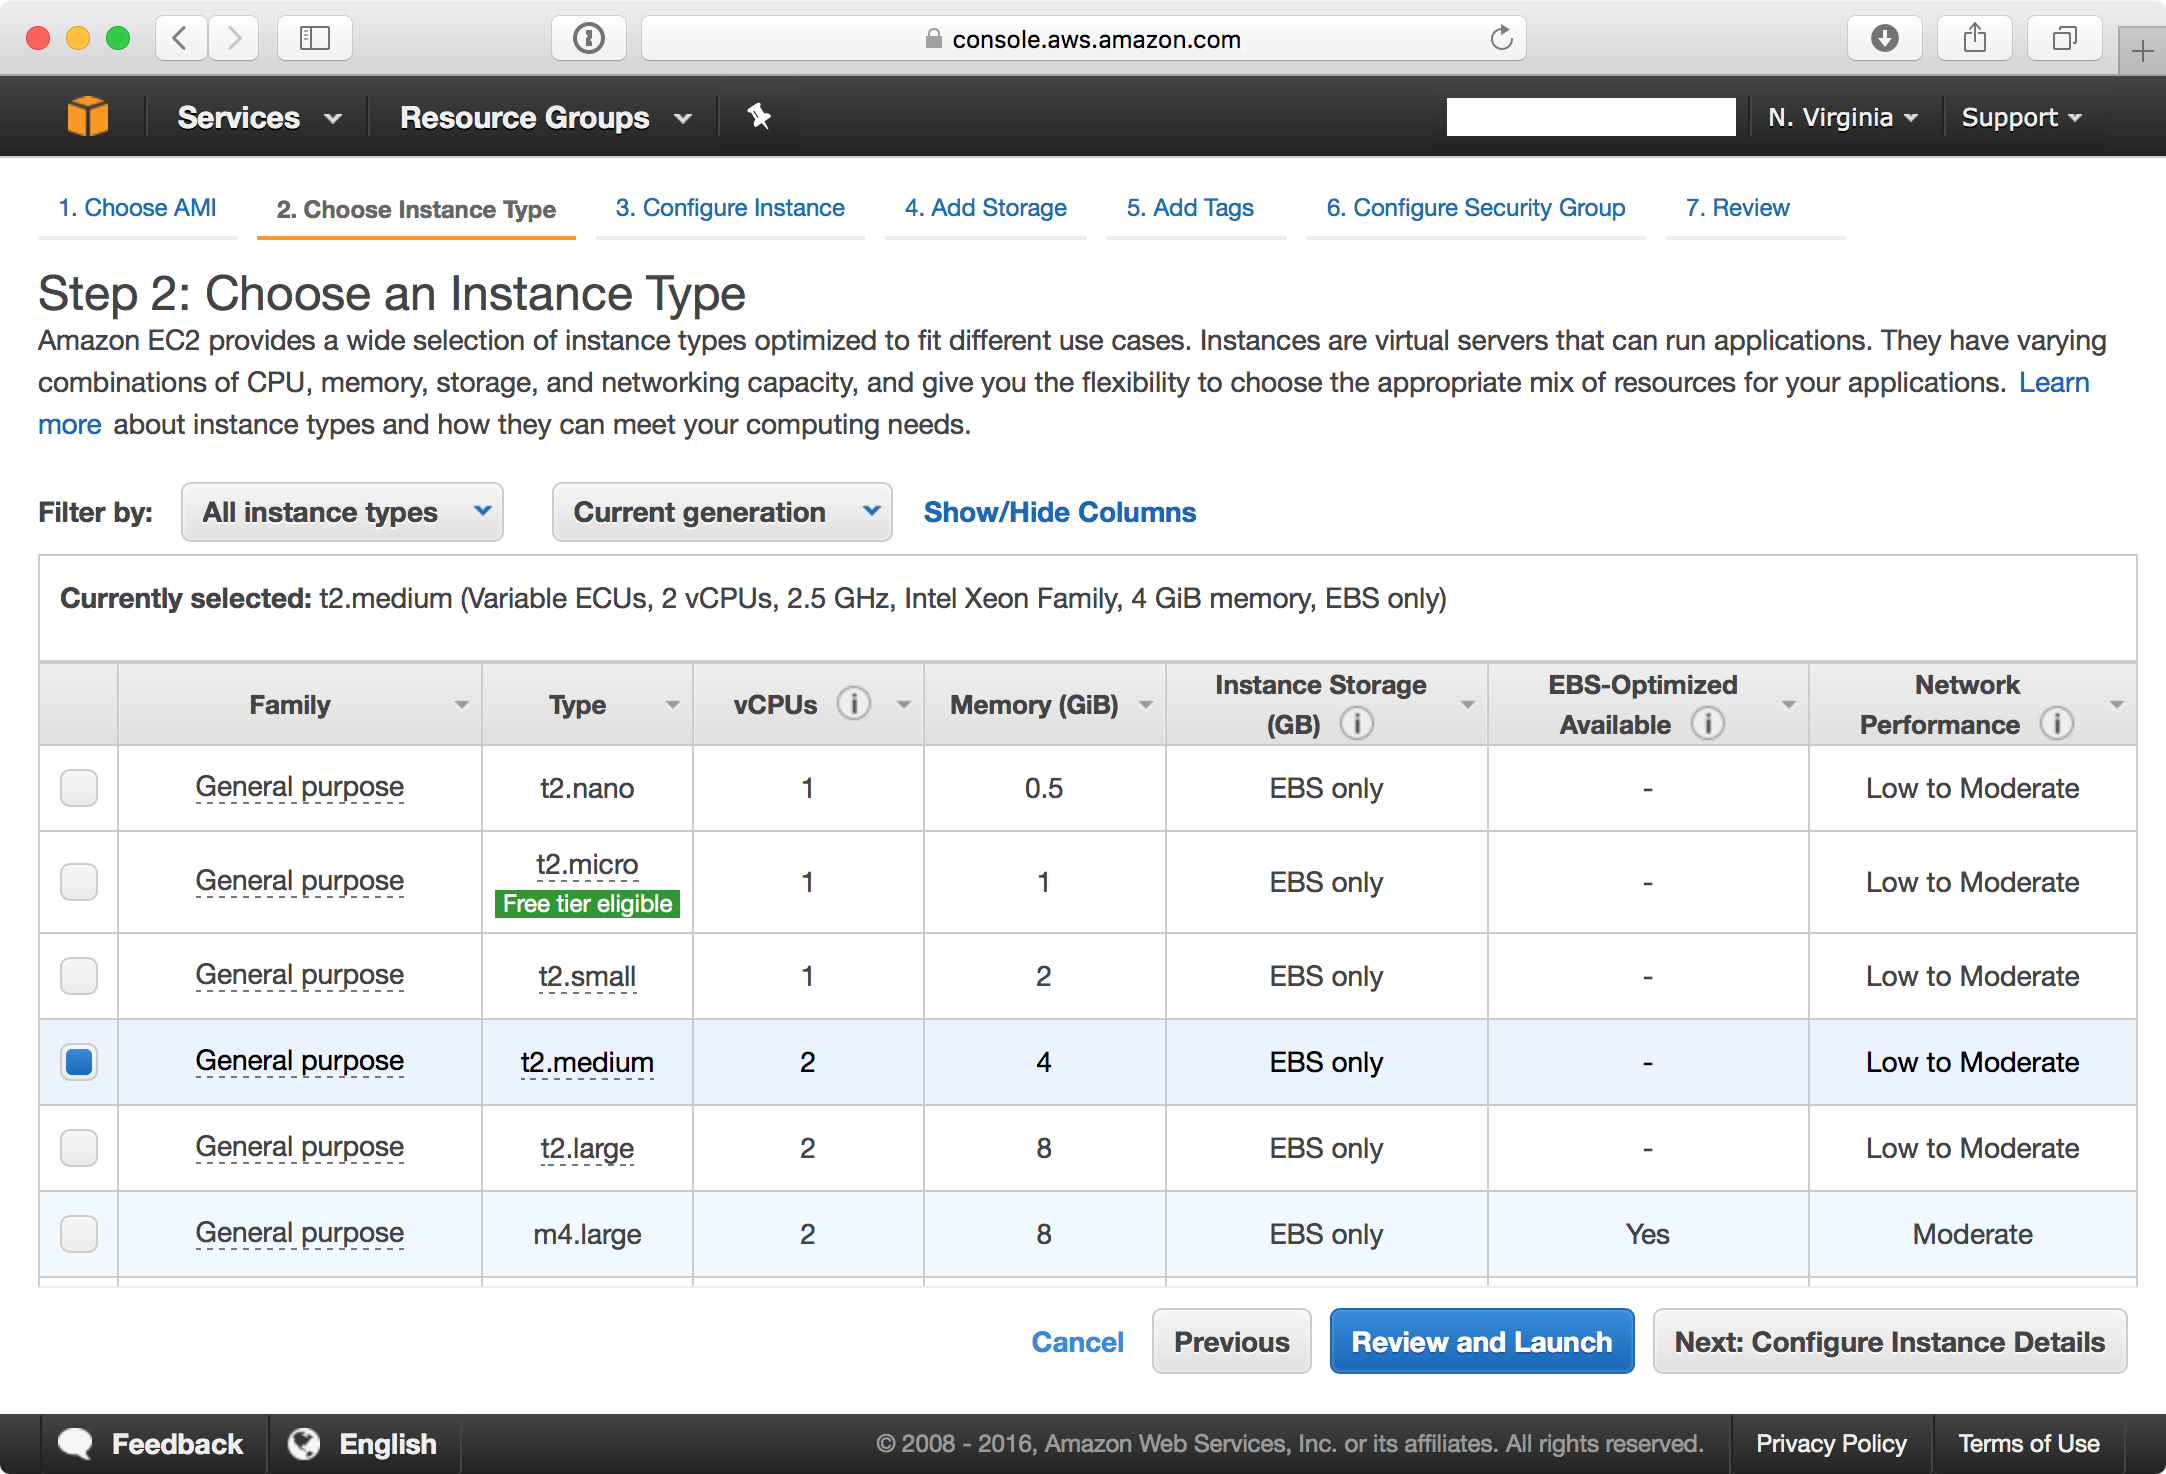 console.aws.amazon.com
Services Resource Groups N. Virginia Support
1. Choose AMI 2. Choose Instance Type 3. Configure Instance 4. Add Storage 5. Add Tags 6. Configure Security Group 7. Review
Step 2: Choose an Instance Type
Amazon EC2 provides a wide selection of instance types optimized to fit different use cases. Instances are virtual servers that can run applications. They have varying
combinations of CPU, memory, storage, and networking capacity, and give you the flexibility to choose the appropriate mix of resources for your applications. Learn
more about instance types and how they can meet your computing needs.
Filter by: All instance types Current generation Show/Hide Columns
Currently selected: t2.medium (Variable ECUs, 2 vCPUs, 2.5 GHz, Intel Xeon Family, 4 GiB memory, EBS only)
Family Type vCPUs Memory (GiB) Instance Storage (GB) EBS-Optimized Available Network Performance
General purpose t2.nano 1 0.5 EBS only - Low to Moderate
General purpose t2.micro 1 1 EBS only - Low to Moderate
Free tier eligible
General purpose t2.small 1 2 EBS only - Low to Moderate
General purpose t2.medium 2 4 EBS only - Low to Moderate
General purpose t2.large 2 8 EBS only - Low to Moderate
General purpose m4.large 2 8 EBS only Yes Moderate
Cancel Previous Review and Launch Next: Configure Instance Details
Feedback English © 2008 - 2016, Amazon Web Services, Inc. or its affiliates. All rights reserved. Privacy Policy Terms of Use